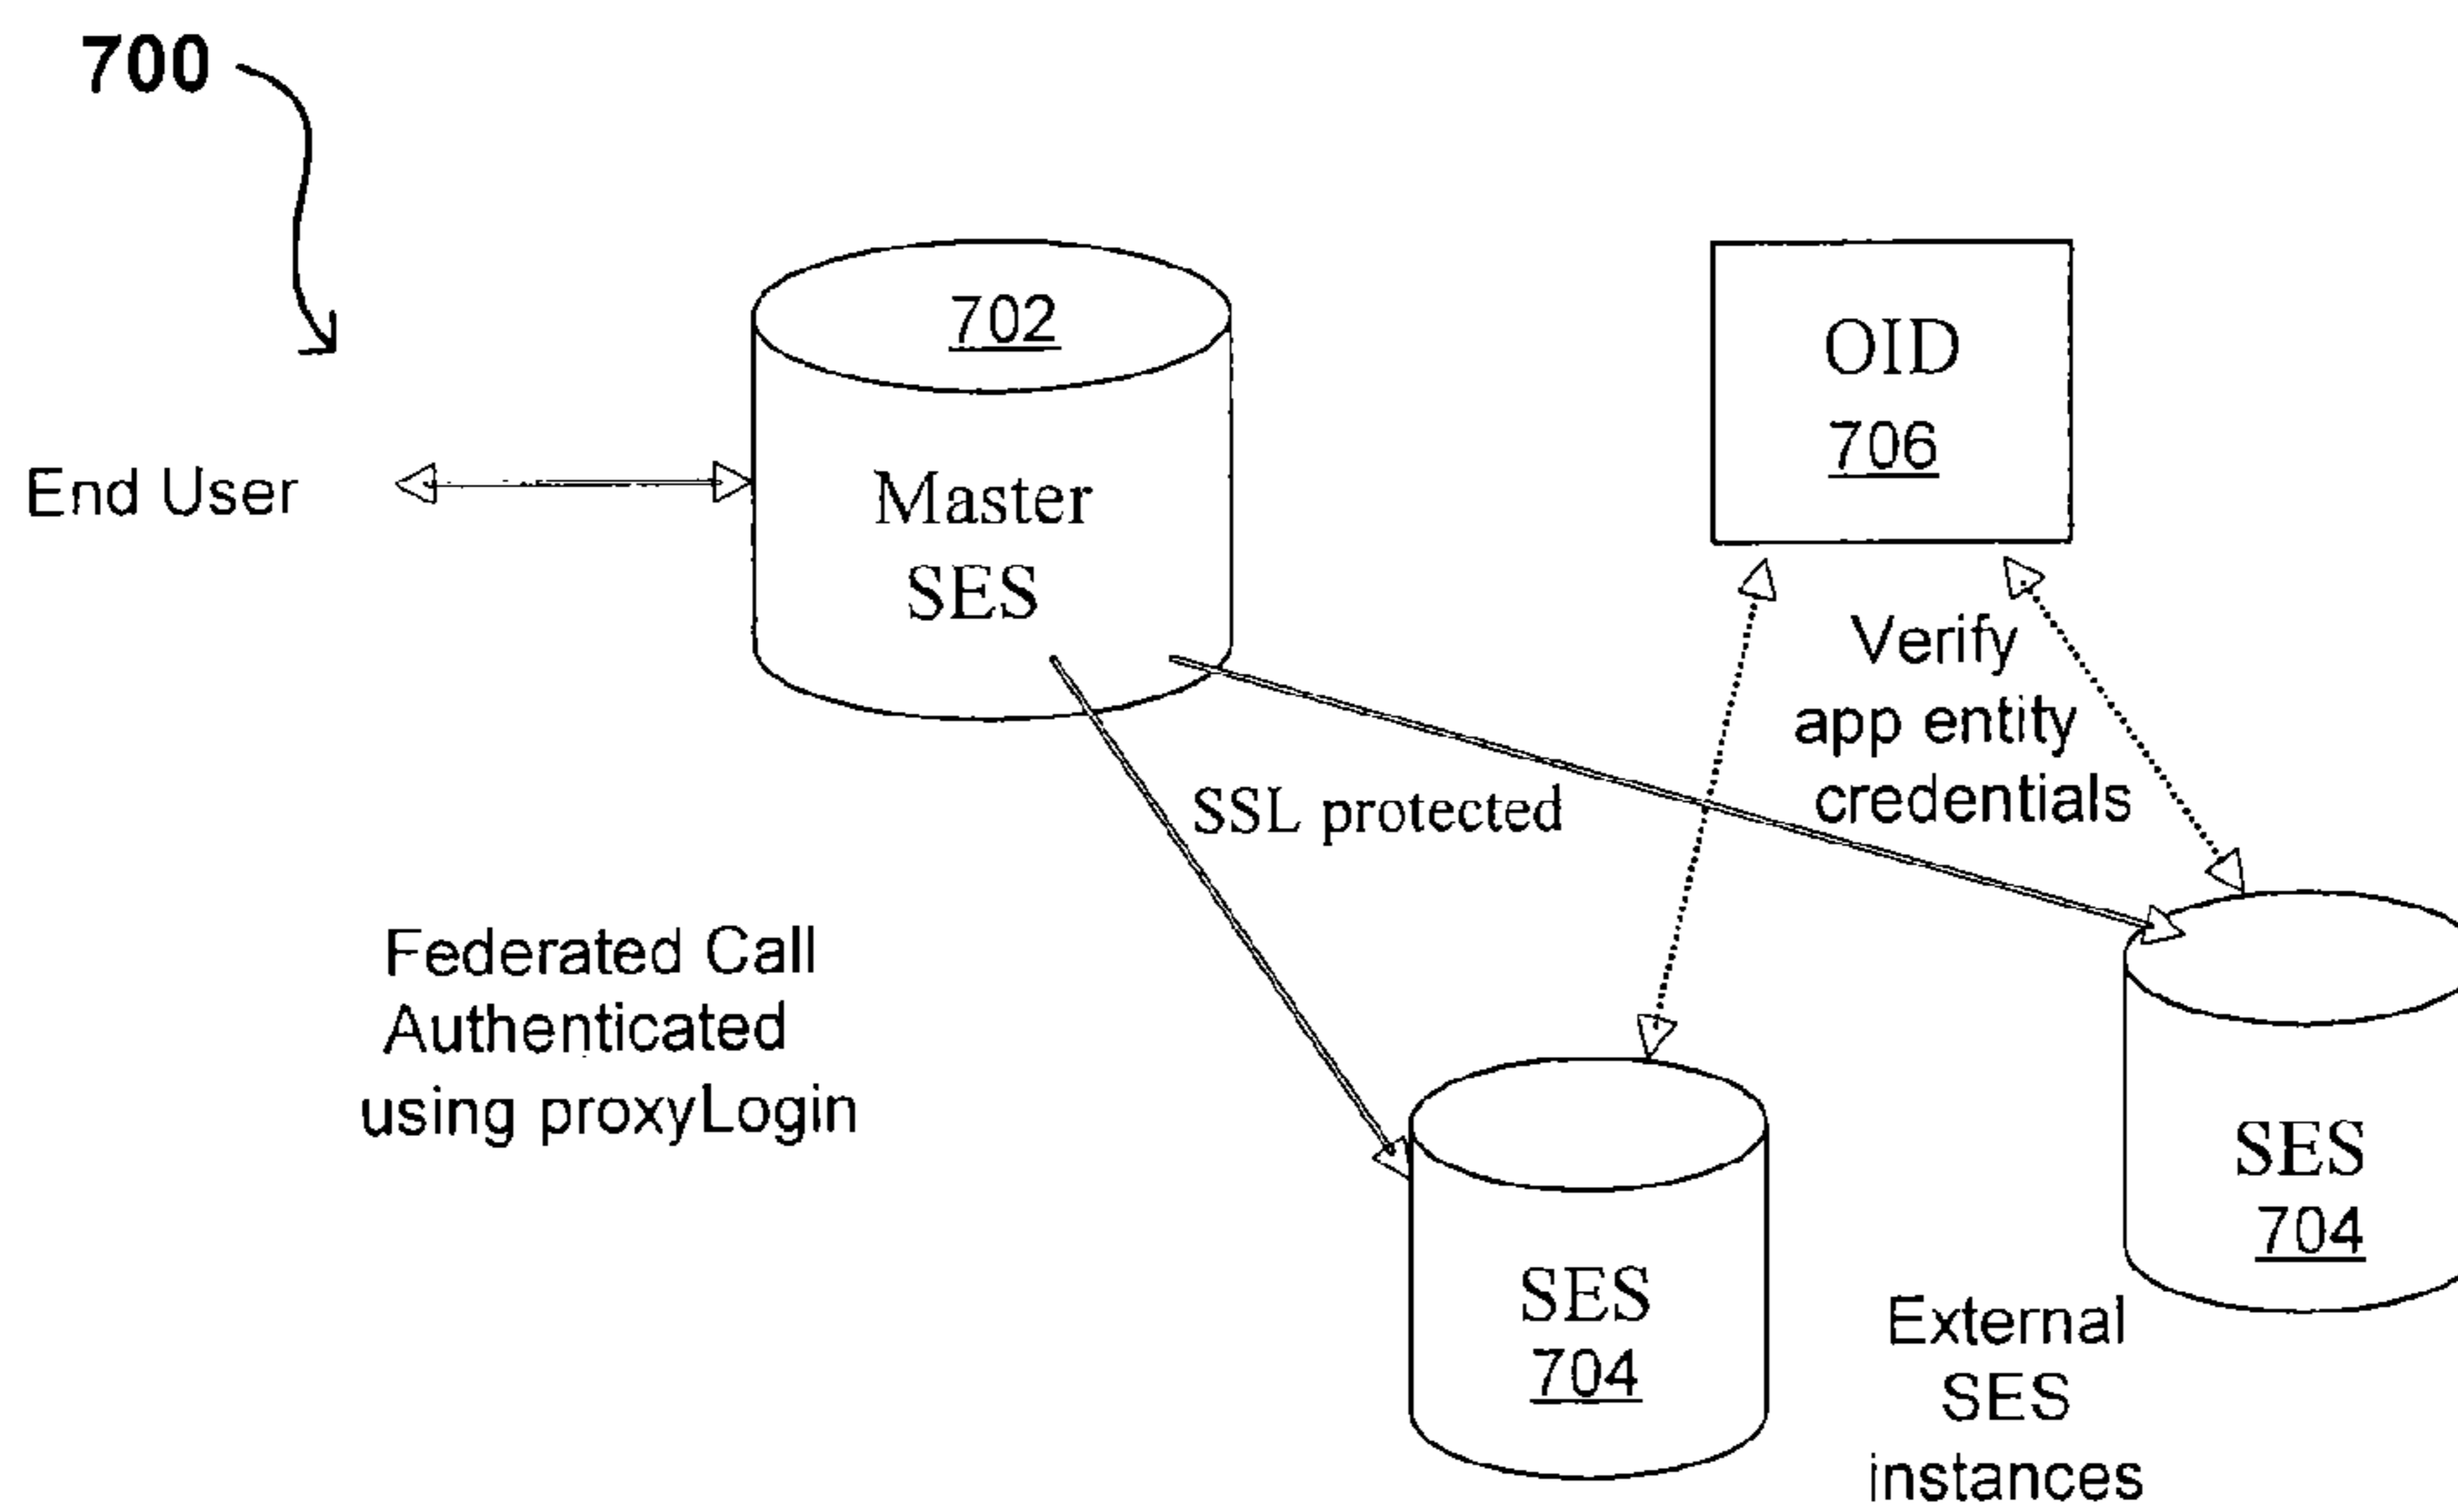 700
702
Master
SES
OID
706
End User
Verify
app entity
credentials
SSL protected
Federated Call
Authenticated
using proxyLogin
SES
704
SES
704
External
SES
instances